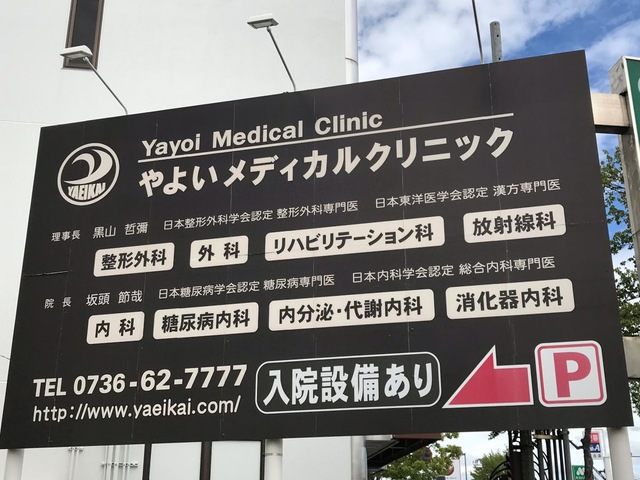 YAEIKAI
Yayoi Medical Clinic
やよいメディカルクリニック
理事長 黒山 哲彌 日本整形外科学会認定 整形外科専門医 日本東洋医学会認定 漢方専門医
整形外科 外科 リハビリテーション科 放射線科
院長 坂頭 節哉 日本糖尿病学会認定 糖尿病専門医 日本内科学会認定 総合内科専門医
内科 糖尿病内科 内分泌・代謝内科 消化器内科
TEL 0736-62-7777
http://www.yaeikai.com/
入院設備あり
P